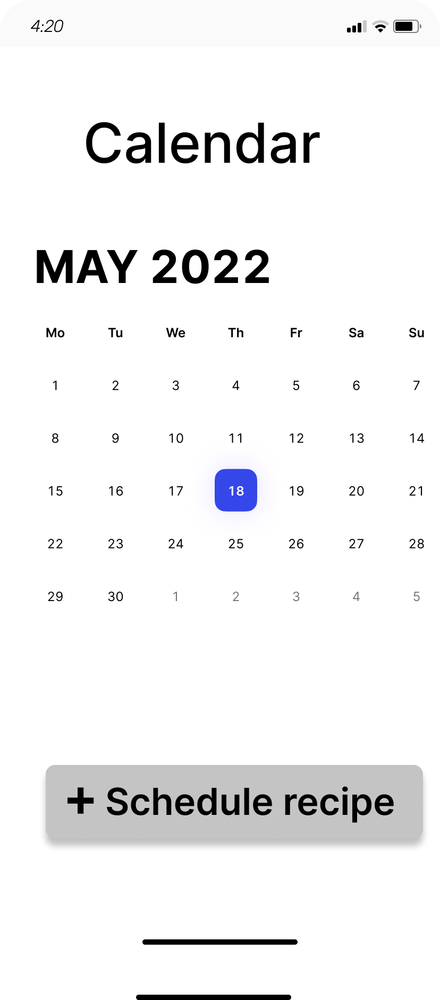 4:20
Calendar
MAY 2022
Mo Tu We Th Fr Sa Su
1 2 3 4 5 6 7
8 9 10 11 12 13 14
15 16 17 18 19 20 21
22 23 24 25 26 27 28
29 30 1 2 3 4 5
+ Schedule recipe